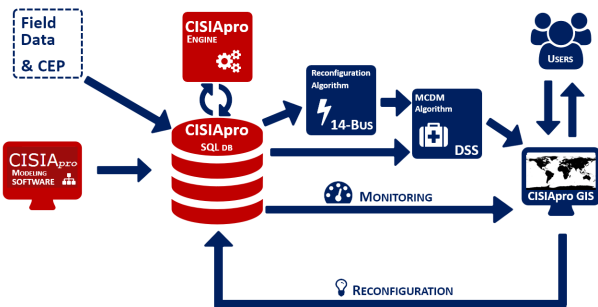 Field
Data
& CEP
CISIApro
ENGINE
USERS
Reconfiguration
Algorithm
14-BUS
MCDM
Algorithm
DSS
CISIApro
SQL DB
CISIApro
MODELING
SOFTWARE
MONITORING
CISIApro GIS
RECONFIGURATION